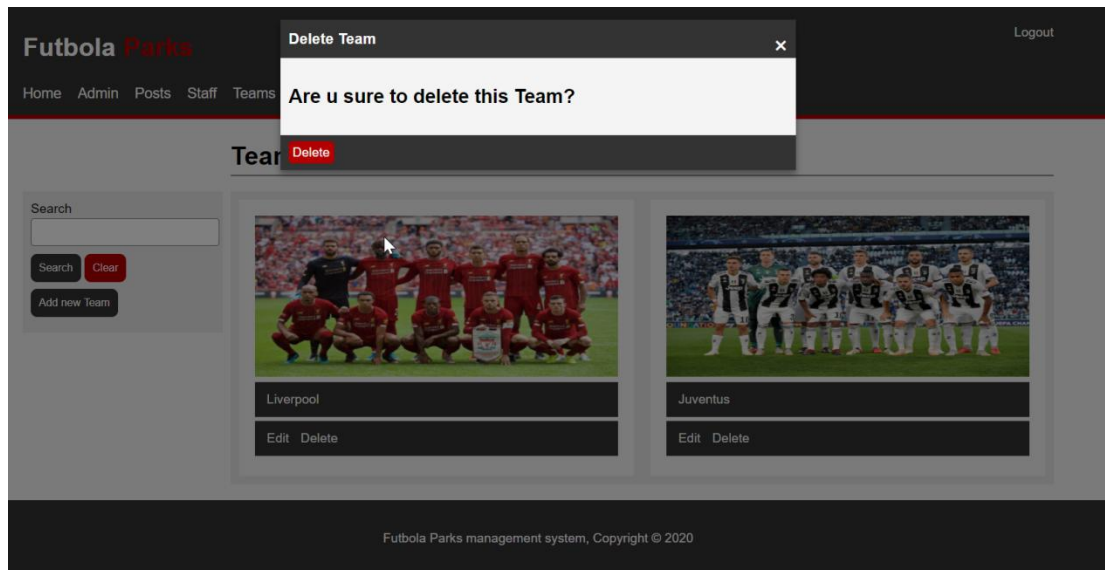 Futbola Parks
Logout
Home Admin Posts Staff Teams
Delete Team ×
Are u sure to delete this Team?
Delete
Search
Search Clear
Add new Team
Liverpool
Edit Delete
Juventus
Edit Delete
Futbola Parks management system, Copyright © 2020